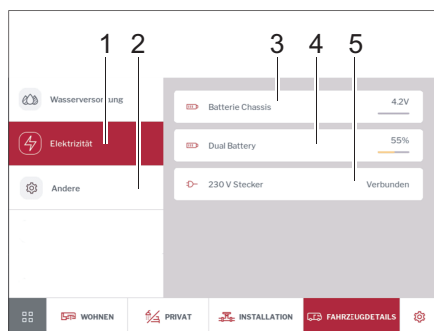 1 2 3 4 5
Wasserversorgung
Batterie Chassis 4.2V
Elektrizität
Dual Battery 55%
Andere
230 V Stecker Verbunden
WOHNEN PRIVAT INSTALLATION FAHRZEUGDETAILS